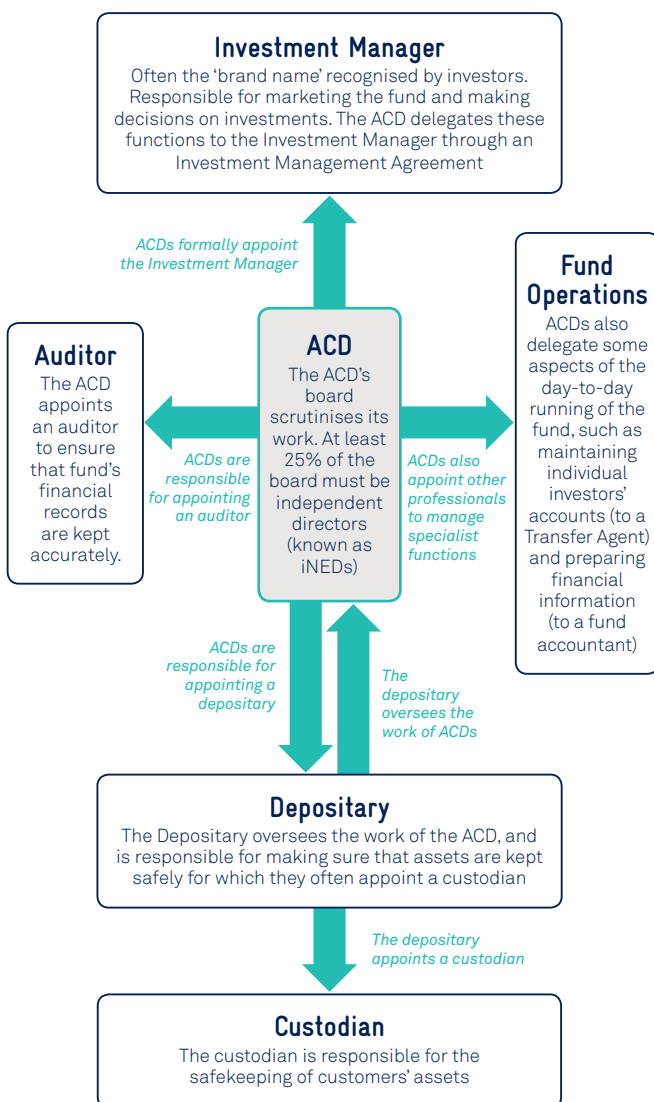 Investment Manager
Often the ‘brand name’ recognised by investors.
Responsible for marketing the fund and making
decisions on investments. The ACD delegates these
functions to the Investment Manager through an
Investment Management Agreement
ACDs formally appoint
the Investment Manager
Fund
Operations
ACDs also
delegate some
aspects of the
day-to-day
running of the
fund, such as
maintaining
individual
investors’
accounts (to a
Transfer Agent)
and preparing
financial
information
(to a fund
accountant)
Auditor
The ACD
appoints
an auditor
to ensure
that fund’s
financial
records
are kept
accurately.
ACD
The ACD’s
board
scrutinises its
work. At least
25% of the
board must be
independent
directors
(known as
iNEDs)
ACDs are
responsible
for appointing
an auditor
ACDs also
appoint other
professionals
to manage
specialist
functions
ACDs are
responsible for
appointing a
depositary
The
depositary
oversees the
work of ACDs
Depositary
The Depositary oversees the work of the ACD, and
is responsible for making sure that assets are kept
safely for which they often appoint a custodian
The depositary
appoints a custodian
Custodian
The custodian is responsible for the
safekeeping of customers’ assets